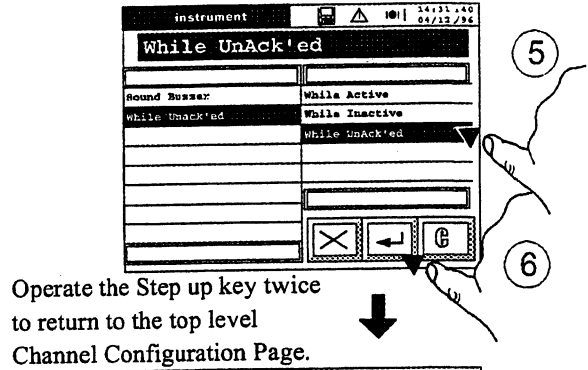 instrument
14:31:40
04/12/96
While UnAck'ed
5
Sound Buzzer
While Active
While Unack'ed
While Inactive
While UnAck'ed
6
Operate the Step up key twice
to return to the top level
Channel Configuration Page.